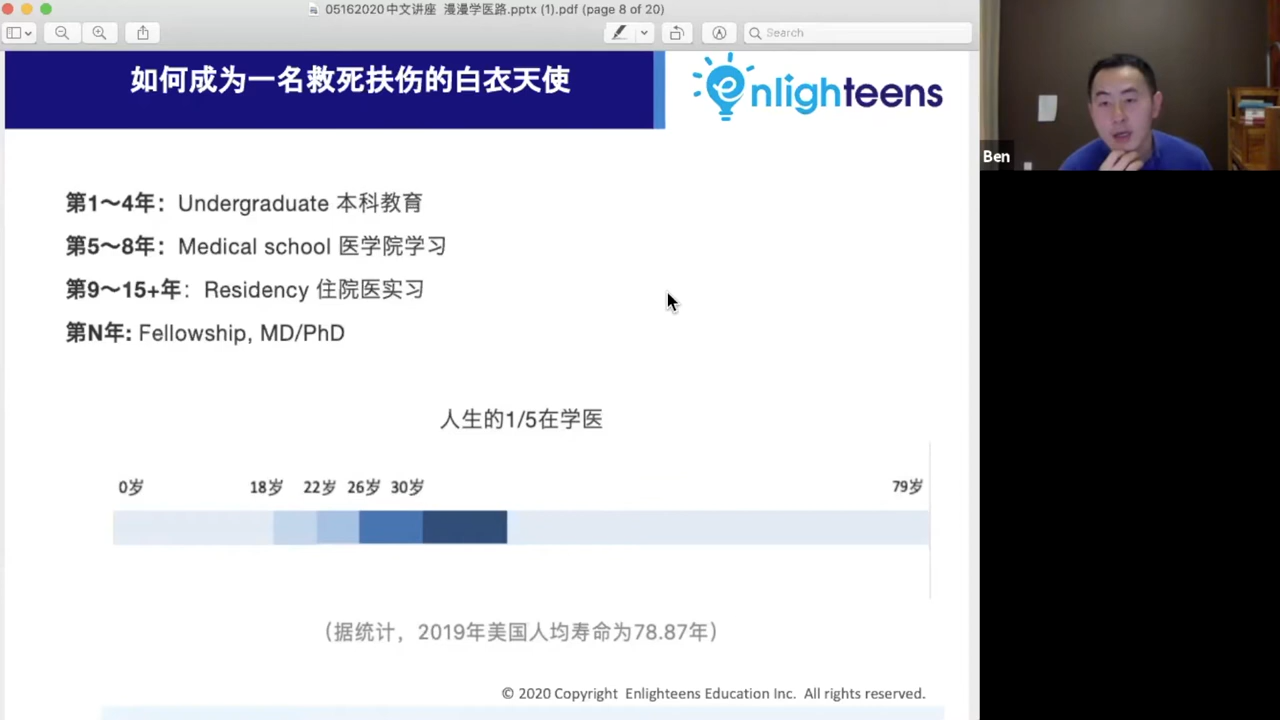 05162020中文讲座 漫漫学医路.pptx (1).pdf (page 8 of 20)
Search
如何成为一名救死扶伤的白衣天使
enlighteens
Ben
第1～4年：Undergraduate 本科教育
第5～8年：Medical school 医学院学习
第9～15+年：Residency 住院医实习
第N年: Fellowship, MD/PhD
人生的1/5在学医
0岁 18岁 22岁 26岁 30岁 79岁
（据统计，2019年美国人均寿命为78.87年）
© 2020 Copyright Enlighteens Education Inc. All rights reserved.